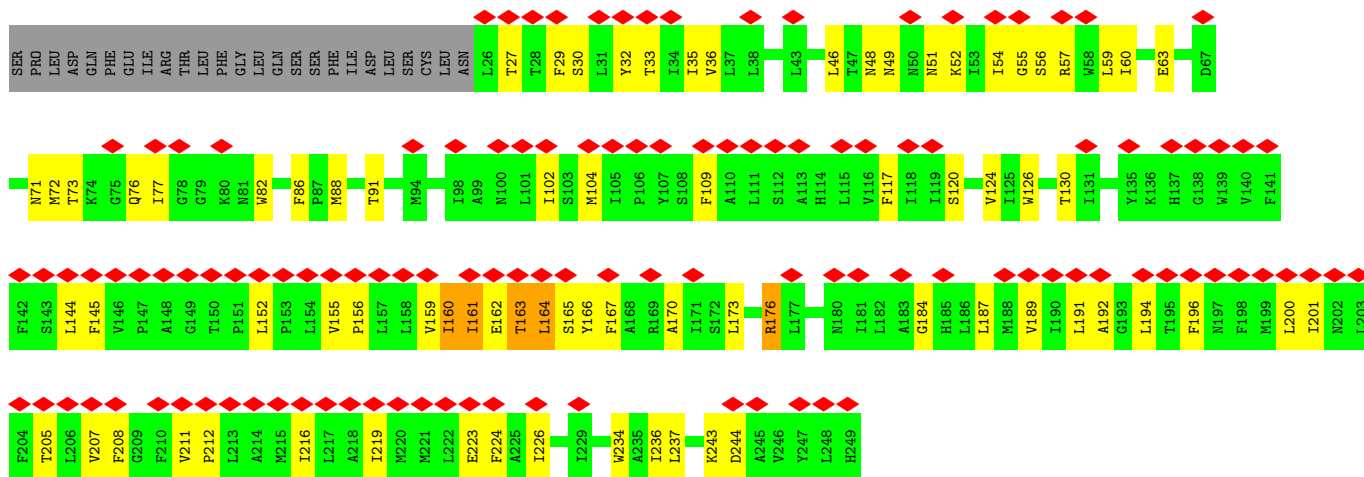 SER PRO LEU ASP GLN PHE GLU ILE ARG THR LEU PHE GLY LEU GLN SER SER PHE ILE ASP LEU SER CYS LEU ASN L26 T27 T28 F29 S30 L31 Y32 T33 I34 I35 V36 L37 L38 L43 L46 T47 N48 N49 N50 N51 K52 I53 I54 G55 S56 R57 W58 L59 I60 E63 D67
N71 M72 T73 K74 G75 Q76 I77 G78 G79 K80 N81 W82 F86 P87 M88 T91 M94 I98 A99 N100 L101 I102 S103 M104 I105 P106 Y107 S108 F109 A110 L111 S112 A113 H114 L115 V116 F117 I118 I119 S120 V124 I125 W126 T130 I131 Y135 K136 H137 G138 W139 V140 F141
F142 S143 L144 F145 V146 P147 A148 G149 T150 P151 L152 P153 L154 V155 P156 L157 L158 V159 I160 I161 E162 T163 L164 S165 Y166 F167 A168 R169 A170 I171 S172 L173 R176 L177 N180 I181 L182 A183 G184 H185 L186 L187 M188 V189 I190 L191 A192 G193 L194 T195 F196 N197 F198 M199 L200 I201 N202 L203
F204 T205 L206 V207 F208 G209 F210 V211 P212 L213 A214 M215 I216 L217 A218 I219 M220 M221 L222 E223 F224 A225 I226 I229 W234 A235 I236 L237 K243 D244 A245 V246 Y247 L248 H249